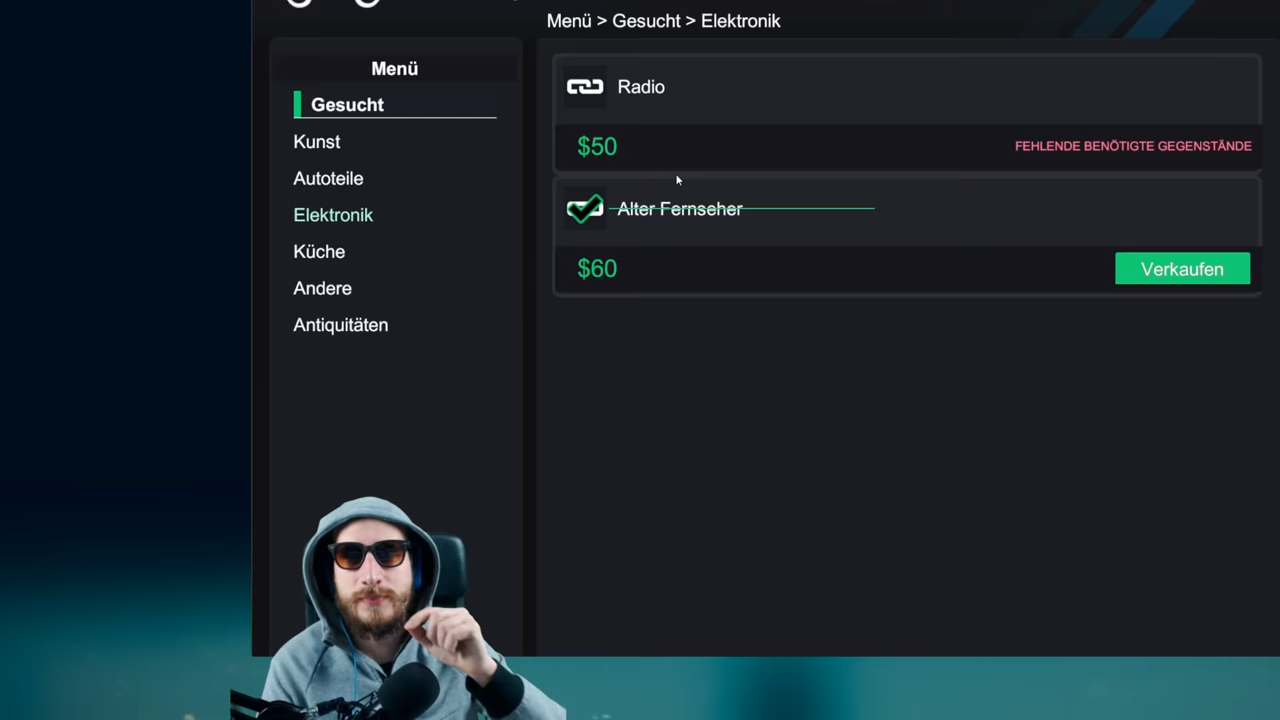 Menü > Gesucht > Elektronik
Menü
Gesucht
Kunst
Autoteile
Elektronik
Küche
Andere
Antiquitäten
Radio
$50
FEHLENDE BENÖTIGTE GEGENSTÄNDE
Alter Fernseher
$60
Verkaufen